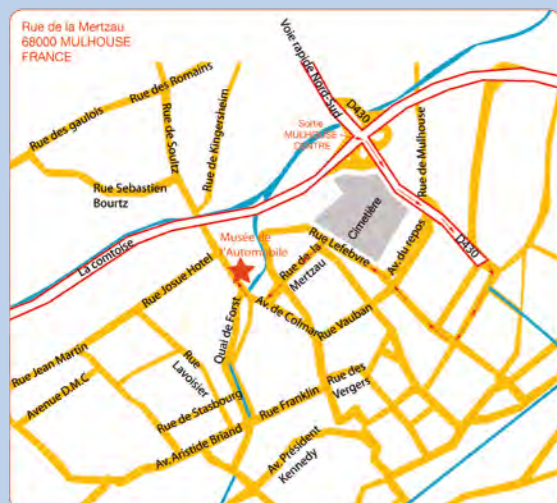 Rue de la Mertzau
68000 MULHOUSE
FRANCE
Voie rapide Nord-Sud
Rue des Romains
Rue des gaulois
Rue de Soultz
Rue de Kingersheim
D430
Sortie
MULHOUSE -
CENTRE
Rue de Mulhouse
Rue Sebastien
Bourtz
Cimetière
La comtoise
Musée de
l'Automobile
Rue Lefebvre
Av. du repos
D430
Rue de la
Mertzau
Rue Josue Hotel
Quai de Forst
Av. de Colmar
Rue Vauban
Rue Jean Martin
Rue
Lavoisier
Avenue D.M.C
Rue des
Vergers
Rue de Stasbourg
Rue Franklin
Av. Aristide Briand
Av. Président
Kennedy